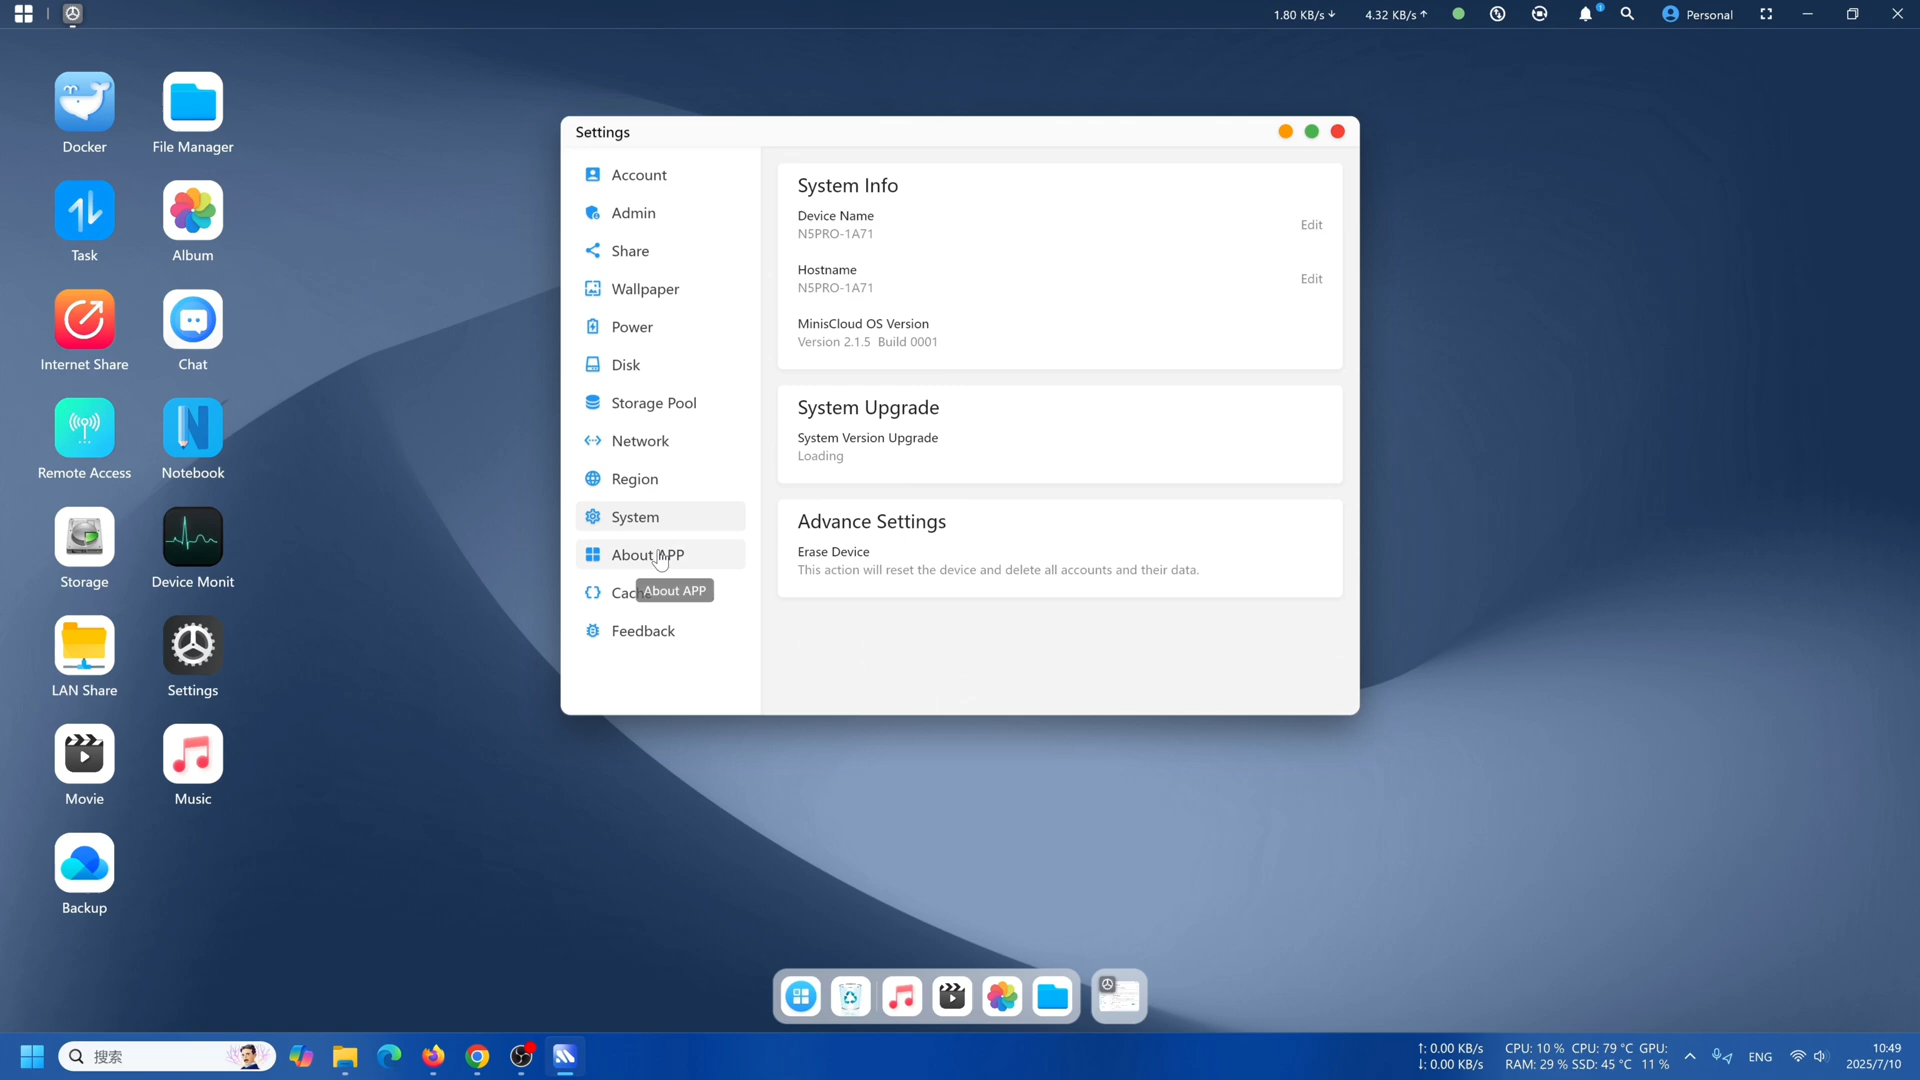 1.80 KB/s↓
4.32 KB/s↑
1
Personal
Docker
File Manager
Task
Album
Internet Share
Chat
Remote Access
Notebook
Storage
Device Monit
LAN Share
Settings
Movie
Music
Backup
Settings
Account
Admin
Share
Wallpaper
Power
Disk
Storage Pool
Network
Region
System
About APP
Cach
About APP
Feedback
System Info
Device Name
N5PRO-1A71
Edit
Hostname
N5PRO-1A71
Edit
MinisCloud OS Version
Version 2.1.5 Build 0001
System Upgrade
System Version Upgrade
Loading
Advance Settings
Erase Device
This action will reset the device and delete all accounts and their data.
搜索
↑: 0.00 KB/s
↓: 0.00 KB/s
CPU: 10 % CPU: 79 °C GPU:
RAM: 29 % SSD: 45 °C 11 %
ENG
10:49
2025/7/10